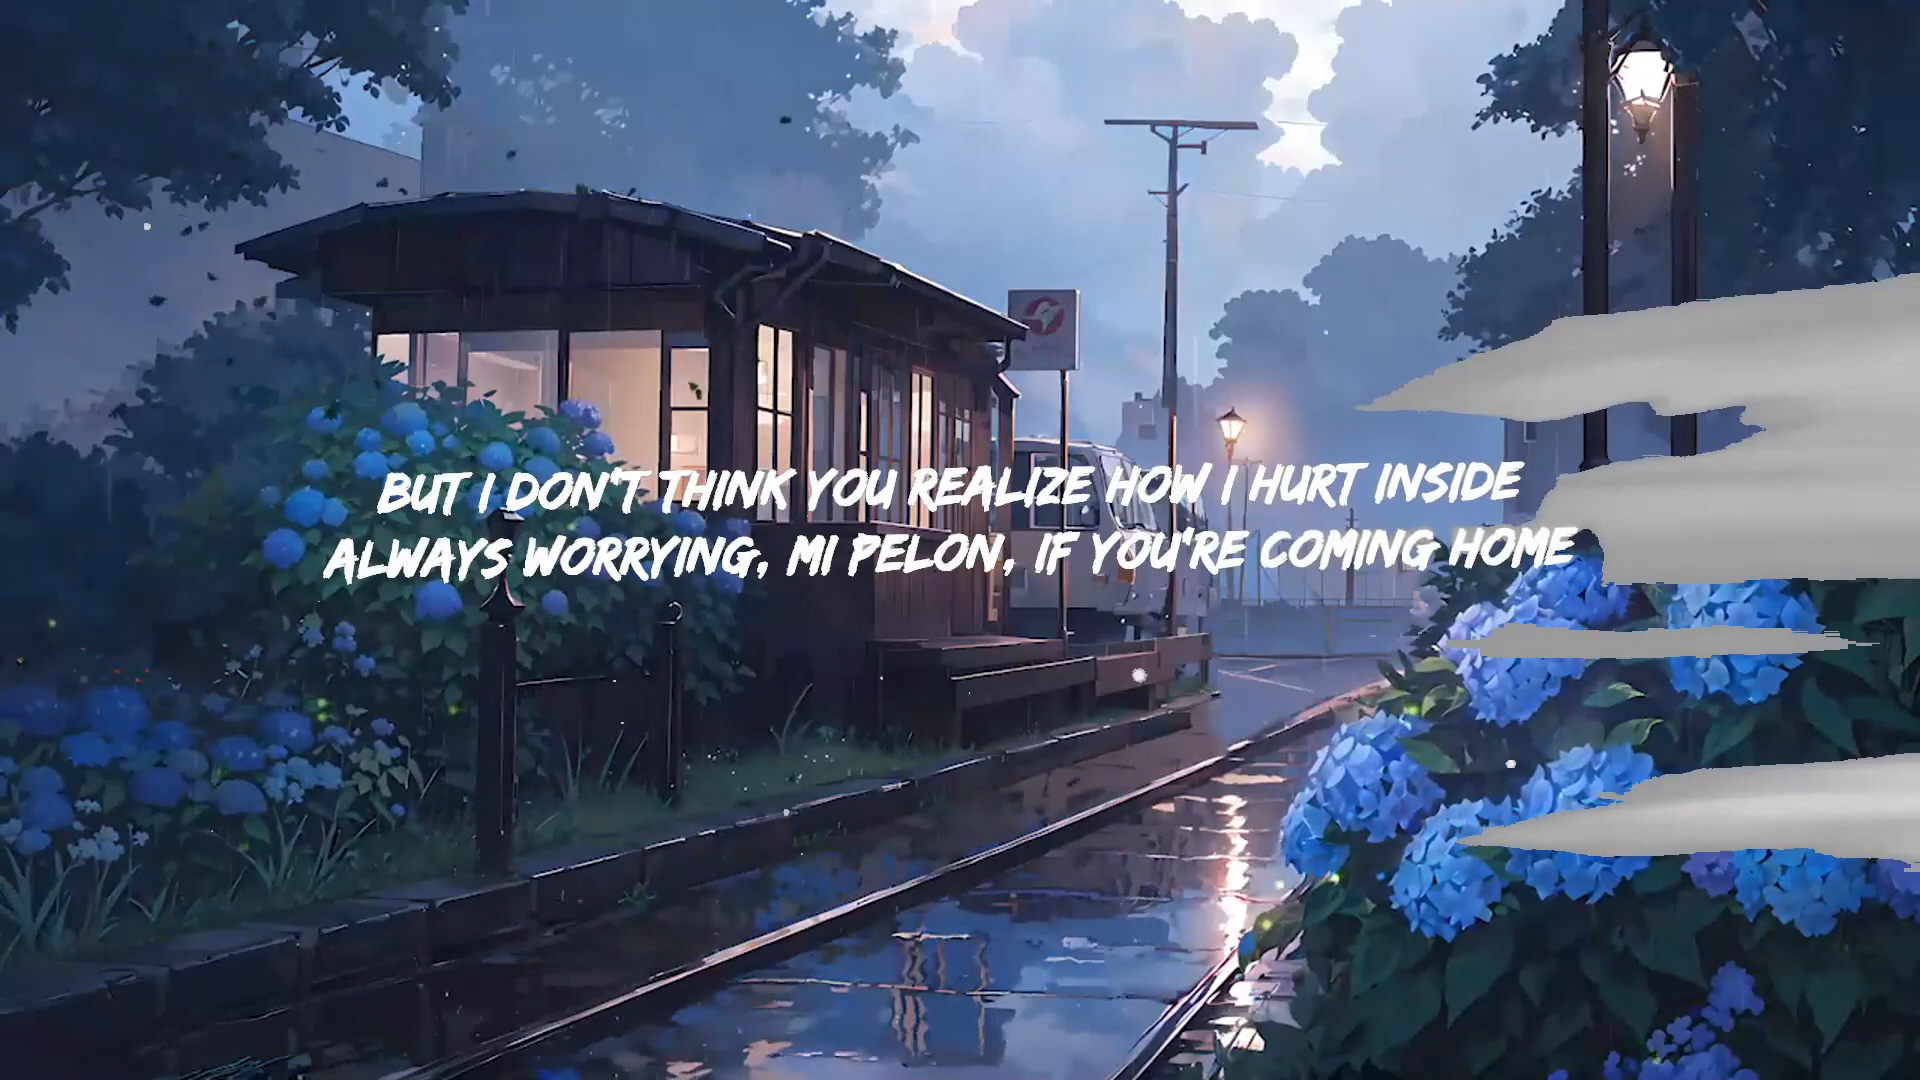 BUT I DON'T THINK YOU REALIZE HOW I HURT INSIDE
ALWAYS WORRYING, MI PELON, IF YOU'RE COMING HOME